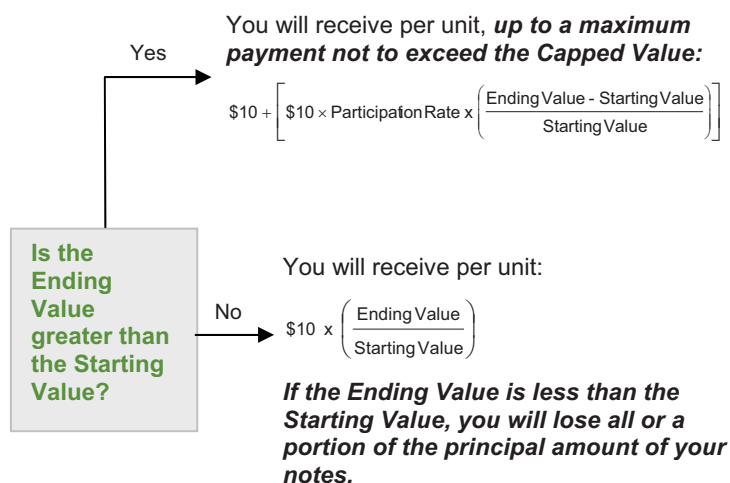 You will receive per unit, up to a maximum
payment not to exceed the Capped Value:
Yes
$10 + [ $10 × Participation Rate x ( Ending Value - Starting Value / Starting Value ) ]
Is the
Ending
Value
greater than
the Starting
Value?
No
You will receive per unit:
$10 x ( Ending Value / Starting Value )
If the Ending Value is less than the
Starting Value, you will lose all or a
portion of the principal amount of your
notes.